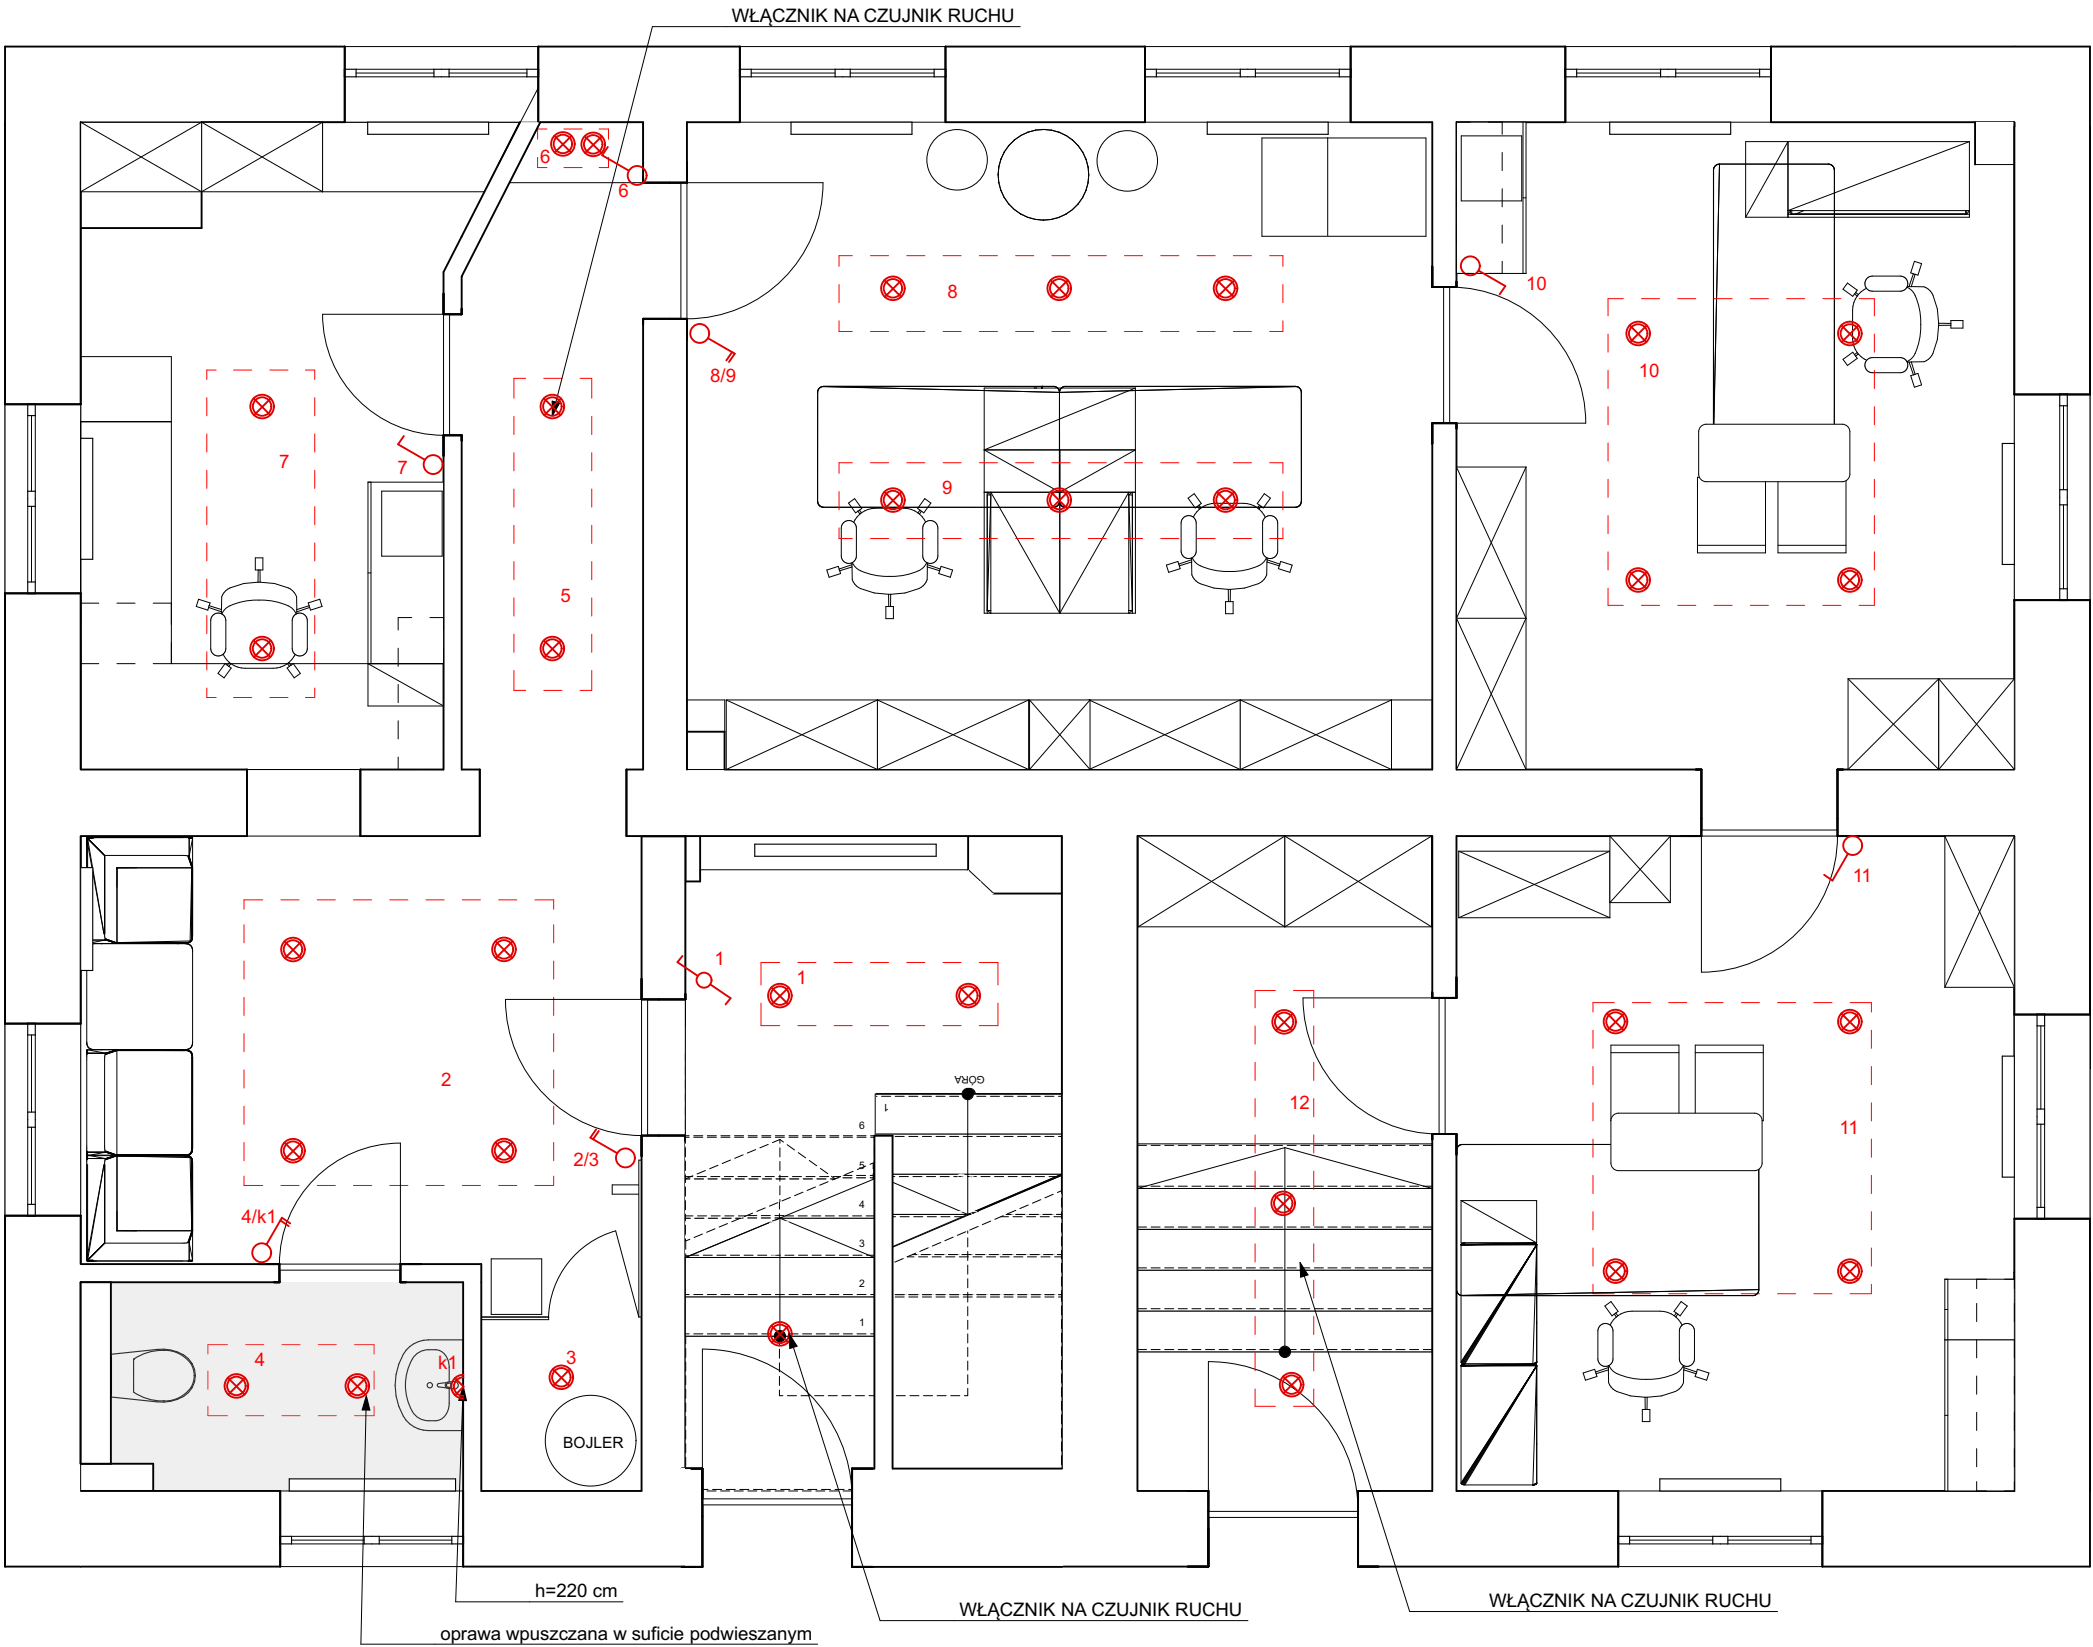 WŁĄCZNIK NA CZUJNIK RUCHU
6
6
8
10
8/9
10
7
7
9
5
1
1
11
2
GÓRA
1
12
6
11
2/3
5
4
4/k1
3
2
1
4
k1
3
BOJLER
h=220 cm
WŁĄCZNIK NA CZUJNIK RUCHU
WŁĄCZNIK NA CZUJNIK RUCHU
oprawa wpuszczana w suficie podwieszanym